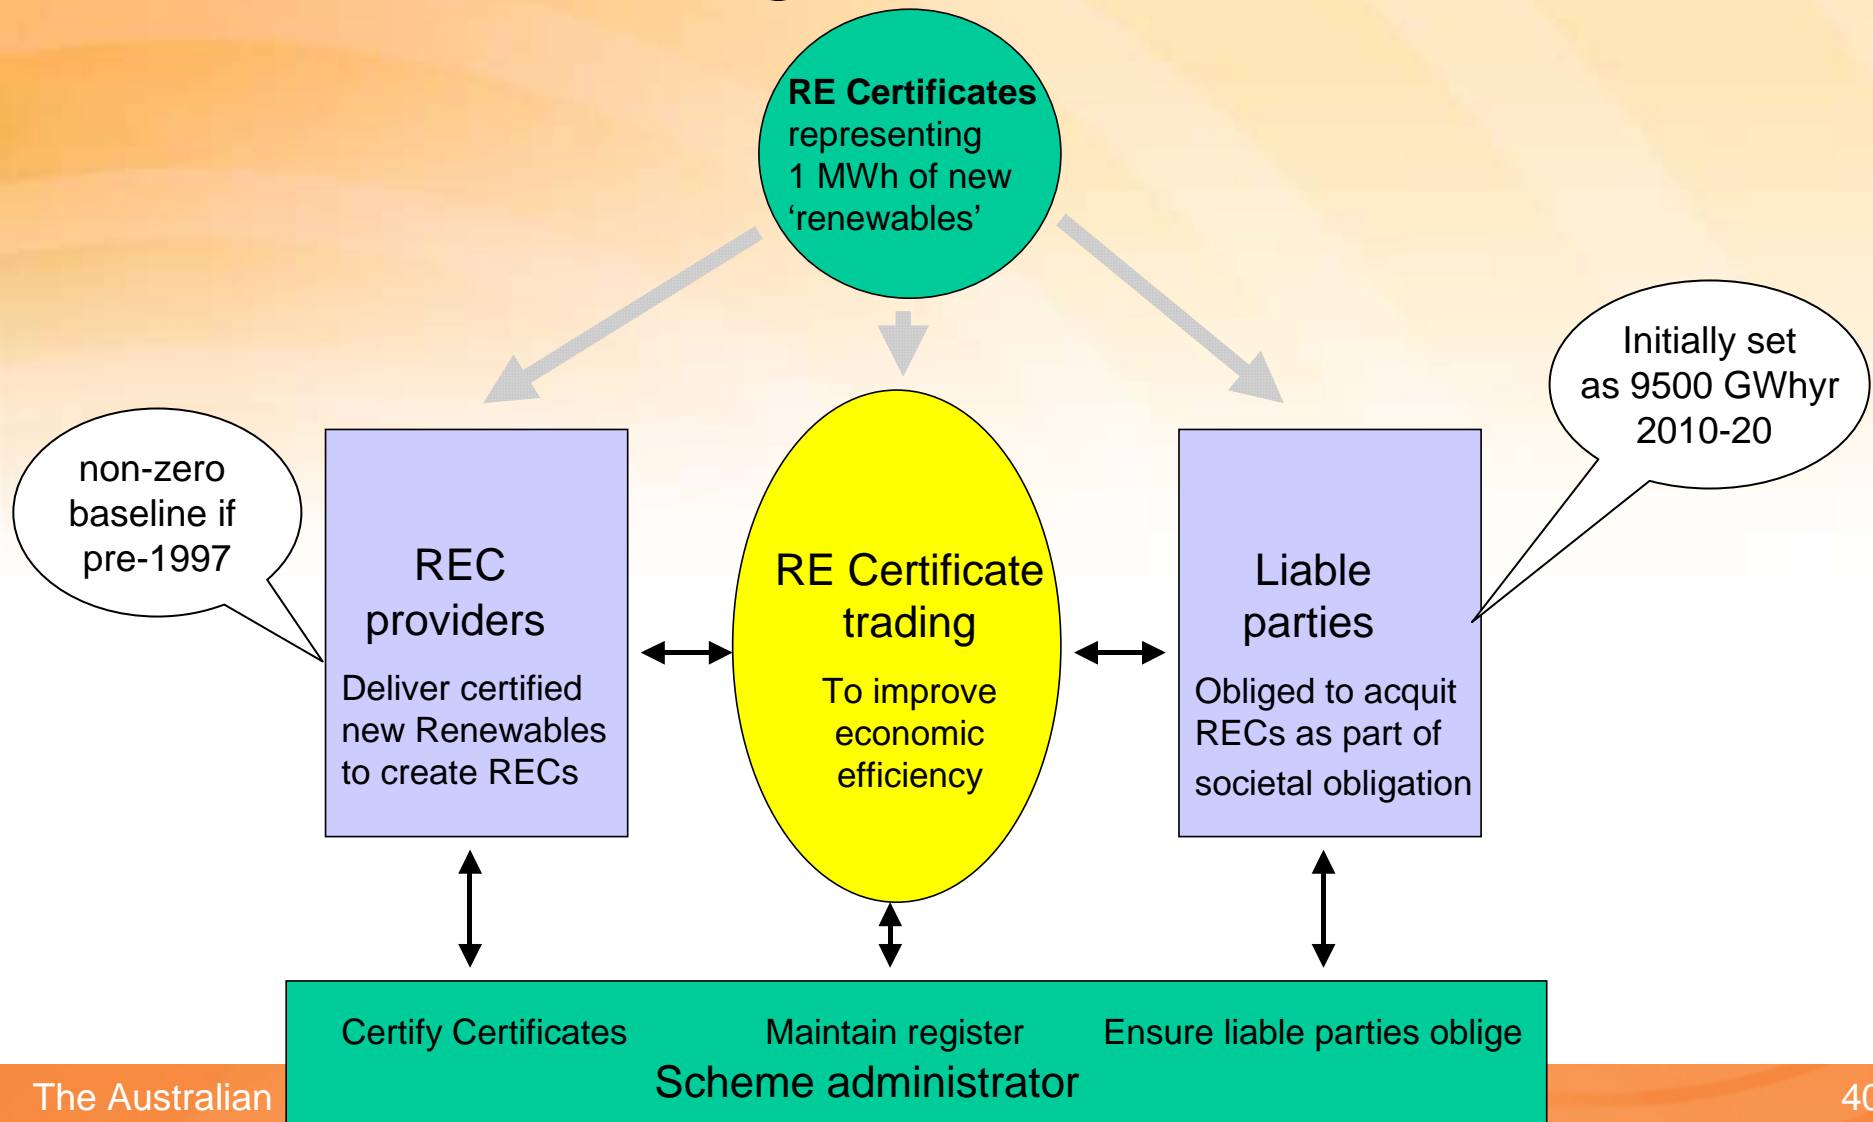 RE Certificates
representing
1 MWh of new
‘renewables’
Initially set
as 9500 GWhyr
2010-20
non-zero
baseline if
pre-1997
REC
providers
Deliver certified
new Renewables
to create RECs
RE Certificate
trading
To improve
economic
efficiency
Liable
parties
Obliged to acquit
RECs as part of
societal obligation
Certify Certificates
Maintain register
Ensure liable parties oblige
Scheme administrator
The Australian
40